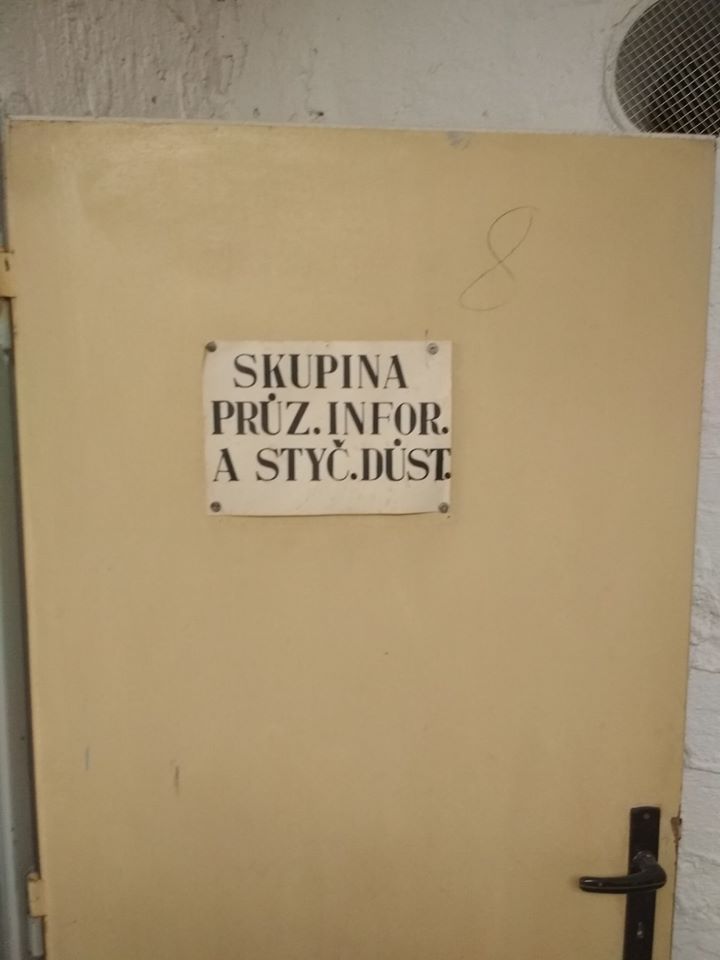 8
SKUPINA
PRŮZ. INFOR.
A STYČ. DŮST.